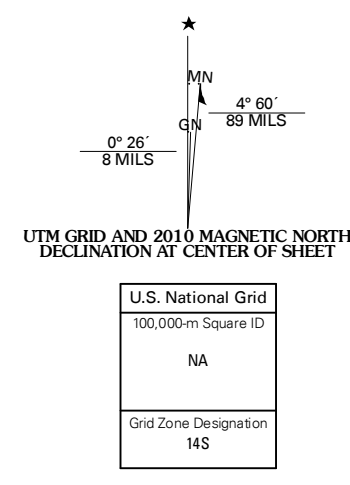 MN
4° 60´
GN
89 MILS
0° 26´
8 MILS
UTM GRID AND 2010 MAGNETIC NORTH
DECLINATION AT CENTER OF SHEET
U.S. National Grid
100,000-m Square ID
NA
Grid Zone Designation
14S